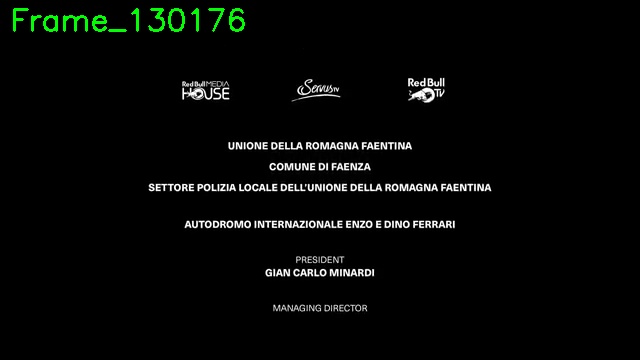 Frame_130176
Red Bull MEDIA HOUSE
ServusTV
Red Bull TV
UNIONE DELLA ROMAGNA FAENTINA
COMUNE DI FAENZA
SETTORE POLIZIA LOCALE DELL'UNIONE DELLA ROMAGNA FAENTINA
AUTODROMO INTERNAZIONALE ENZO E DINO FERRARI
PRESIDENT
GIAN CARLO MINARDI
MANAGING DIRECTOR